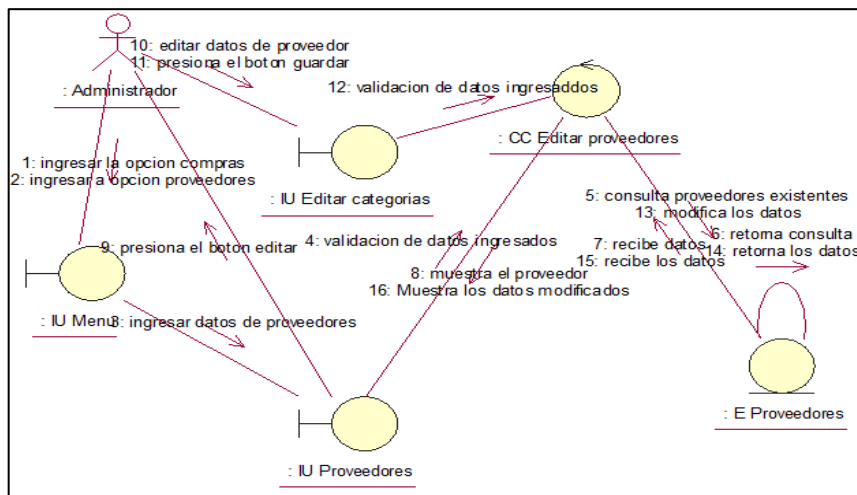 10: editar datos de proveedor
11: presiona el boton guardar
: Administrador
12: validacion de datos ingresaddos
: CC Editar proveedores
1: ingresar la opcion compras
2: ingresar a opcion proveedores
: IU Editar categorias
5: consulta proveedores existentes
13: modifica los datos
6: retorna consulta
14: retorna los datos
7: recibe datos
15: recibe los datos
9: presiona el boton editar
4: validacion de datos ingresados
8: muestra el proveedor
16: Muestra los datos modificados
: IU Menu
3: ingresar datos de proveedores
: E Proveedores
: IU Proveedores